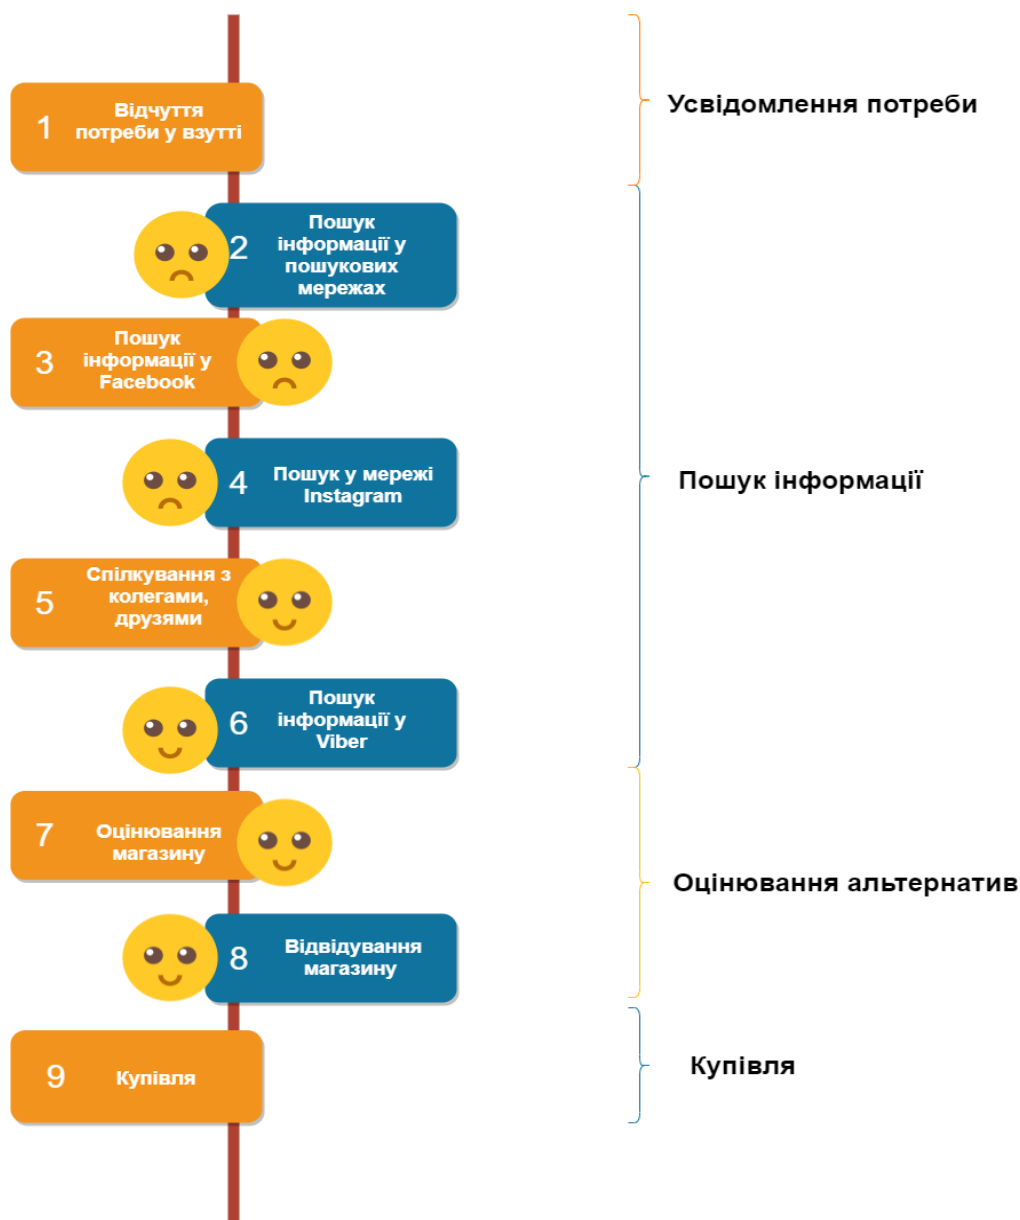 1
Відчуття
потреби у взутті
Усвідомлення потреби
2
Пошук
інформації у
пошукових
мережах
3
Пошук
інформації у
Facebook
4
Пошук у мережі
Instagram
Пошук інформації
5
Спілкування з
колегами,
друзями
6
Пошук
інформації у
Viber
7
Оцінювання
магазину
Оцінювання альтернатив
8
Відвідування
магазину
9
Купівля
Купівля